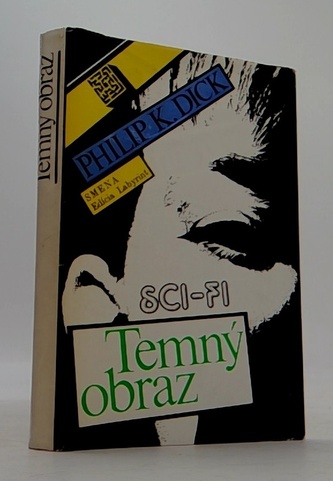 Temný obraz
PHILIP K. DICK
SMENA
Edícia Labyrint
SCI-FI
Temný
obraz